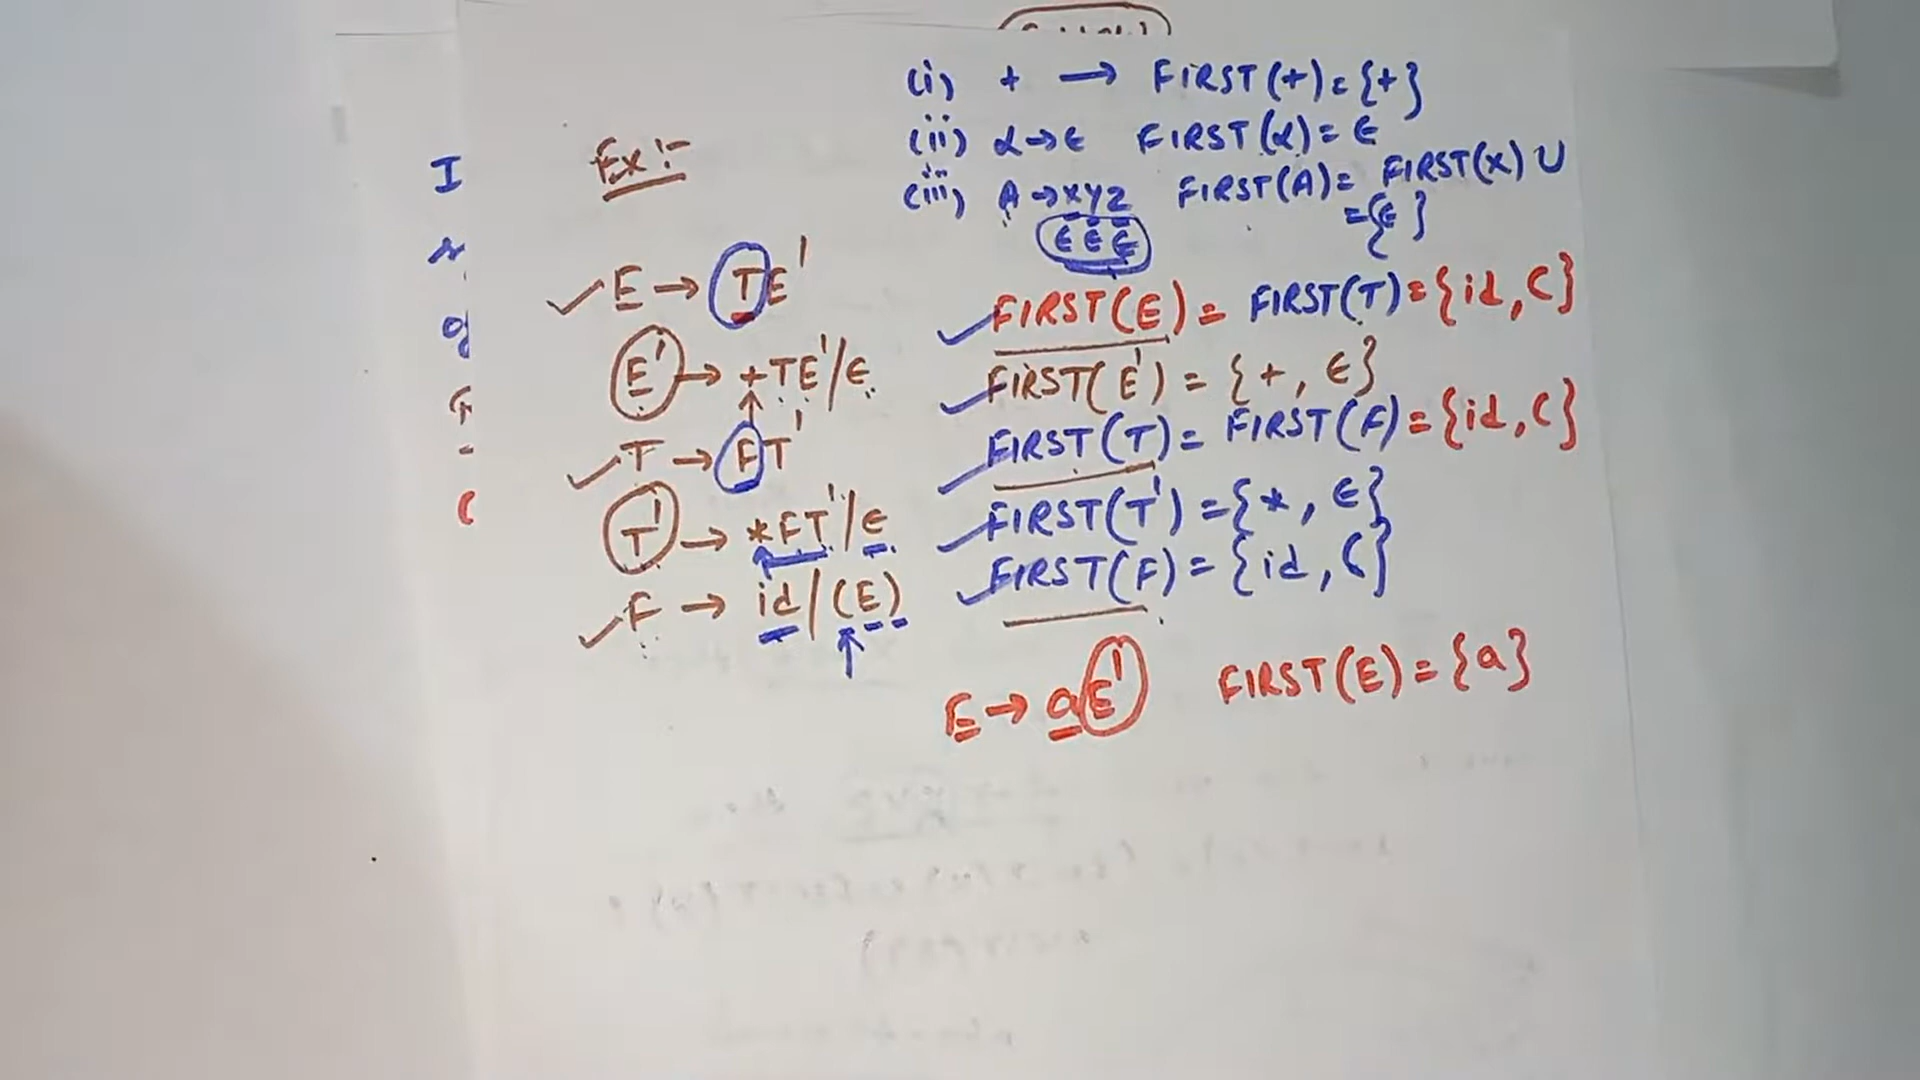 (i) + → FIRST(+) = {+}
(ii) α→ϵ FIRST(α) = ϵ
(iii) A→XYZ FIRST(A) = FIRST(X) ∪
= {ϵ}
ϵ ϵ ϵ
Ex:-
E → TE' FIRST(E) = FIRST(T) = {id, (}
E' → +TE'/ϵ FIRST(E') = {+, ϵ}
T → FT' FIRST(T) = FIRST(F) = {id, (}
T' → *FT'/ϵ FIRST(T') = {*, ϵ}
F → id/(E) FIRST(F) = {id, (}
E → aE' FIRST(E) = {a}
I